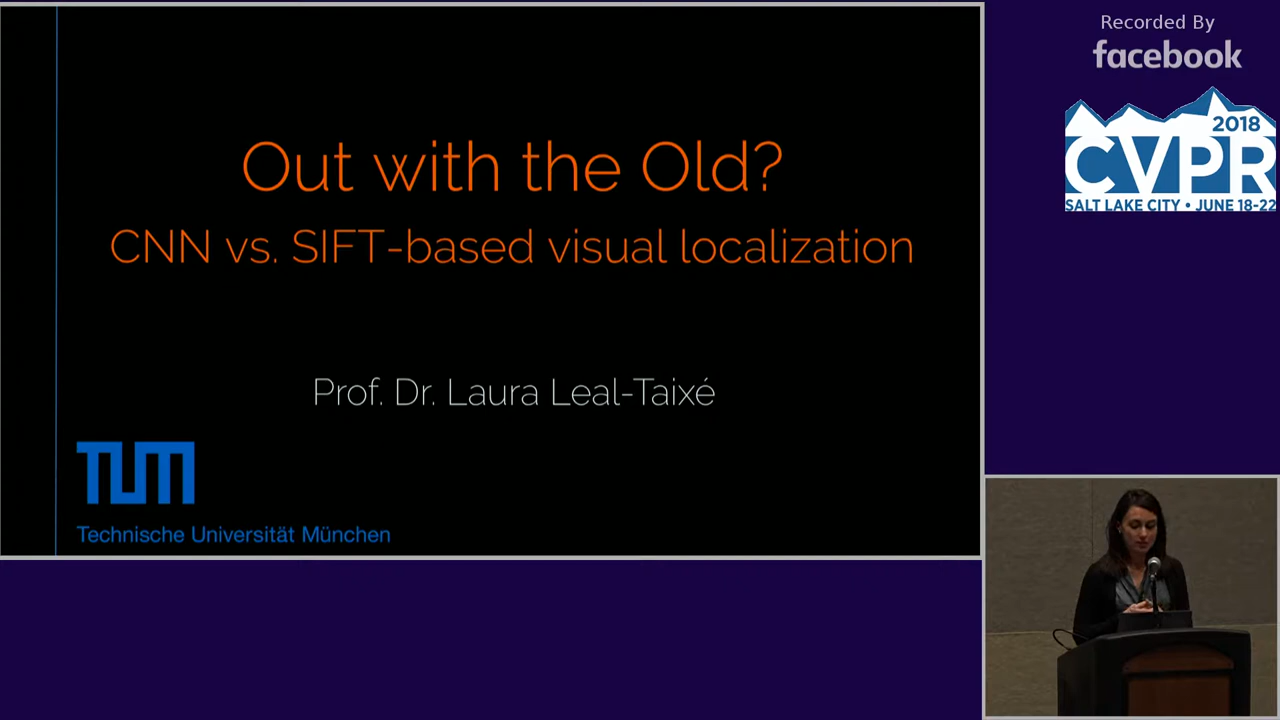 Out with the Old?
CNN vs. SIFT-based visual localization
Prof. Dr. Laura Leal-Taixé
TUM
Technische Universität München
Recorded By
facebook
2018
CVPR
SALT LAKE CITY • JUNE 18-22